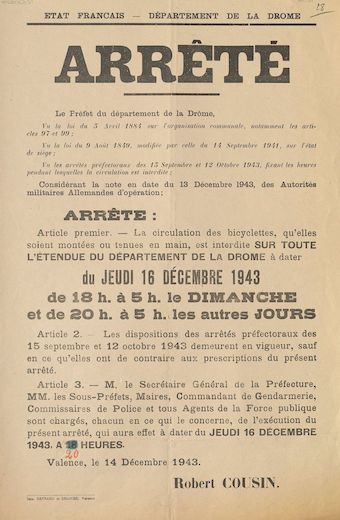 18
ETAT FRANCAIS — DÉPARTEMENT DE LA DROME
ARRÊTÉ
Le Préfet du département de la Drôme,
Vu la loi du 5 Avril 1884 sur l'organisation communale, notamment les arti-
cles 97 et 99 ;
Vu la loi du 9 Août 1849, modifiée par celle du 14 Septembre 1941, sur l'état
de siège ;
Vu les arrêtés préfectoraux des 15 Septembre et 12 Octobre 1943, fixant les heures
pendant lesquelles la circulation est interdite ;
Considérant la note en date du 13 Décembre 1943, des Autorités
militaires Allemandes d'opération ;
ARRÊTE :
Article premier. — La circulation des bicyclettes, qu'elles
soient montées ou tenues en main, est interdite SUR TOUTE
L'ÉTENDUE DU DÉPARTEMENT DE LA DROME à dater
du JEUDI 16 DÉCEMBRE 1943
de 18 h. à 5 h. le DIMANCHE
et de 20 h. à 5 h. les autres JOURS
Article 2. — Les dispositions des arrêtés préfectoraux des
15 septembre et 12 octobre 1943 demeurent en vigueur, sauf
en ce qu'elles ont de contraire aux prescriptions du présent
arrêté.
Article 3. — M. le Secrétaire Général de la Préfecture,
MM. les Sous-Préfets, Maires, Commandant de Gendarmerie,
Commissaires de Police et tous Agents de la Force publique
sont chargés, chacun en ce qui le concerne, de l'exécution du
présent arrêté, qui aura effet à dater du JEUDI 16 DÉCEMBRE
1943. A 18 HEURES.
20
Valence, le 14 Décembre 1943.
Robert COUSIN.